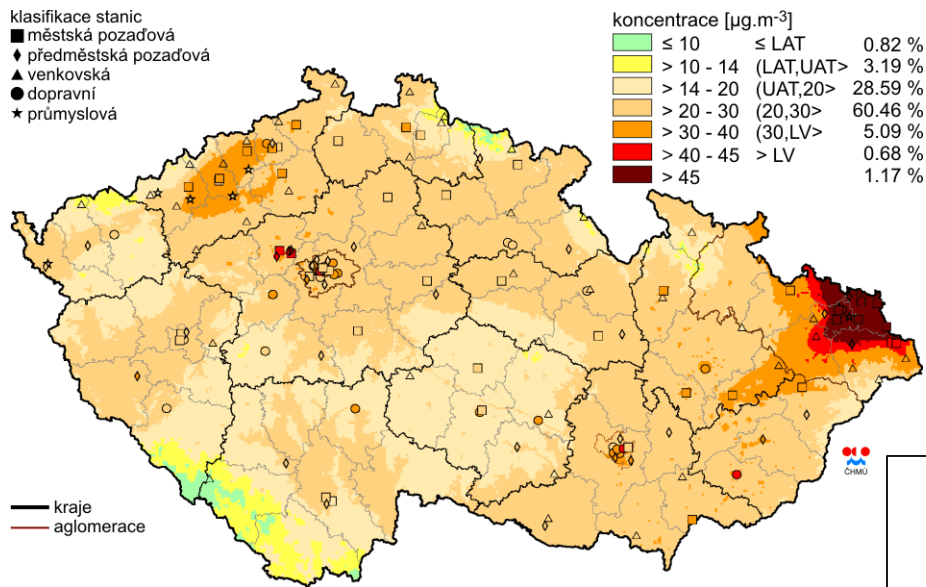 klasifikace stanic
městská pozaďová
předměstská pozaďová
venkovská
dopravní
průmyslová
koncentrace [µg.m-3]
≤ 10 ≤ LAT 0.82 %
> 10 - 14 (LAT,UAT> 3.19 %
> 14 - 20 (UAT,20> 28.59 %
> 20 - 30 (20,30> 60.46 %
> 30 - 40 (30,LV> 5.09 %
> 40 - 45 > LV 0.68 %
> 45 1.17 %
ČHMÚ
kraje
aglomerace